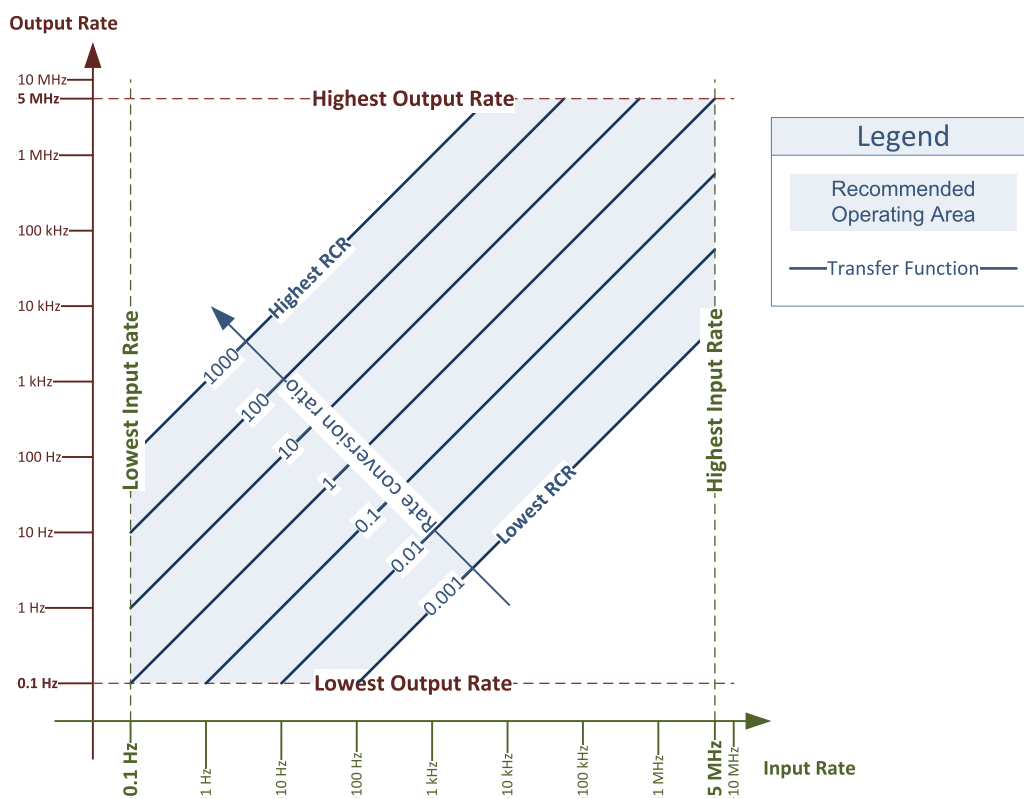 Output Rate
10 MHz
5 MHz
Highest Output Rate
1 MHz
100 kHz
10 kHz
1 kHz
100 Hz
10 Hz
1 Hz
0.1 Hz
Lowest Output Rate
Lowest Input Rate
Highest Input Rate
Highest RCR
Lowest RCR
Rate conversion ratio
1000
100
10
1
0.1
0.01
0.001
0.1 Hz
1 Hz
10 Hz
100 Hz
1 kHz
10 kHz
100 kHz
1 MHz
5 MHz
10 MHz
Input Rate
Legend
Recommended
Operating Area
Transfer Function